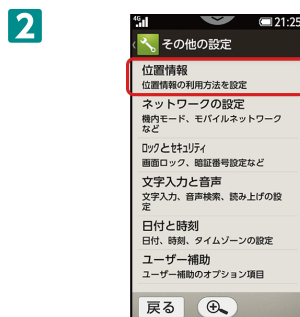 2
4G 21:25
その他の設定
位置情報
位置情報の利用方法を設定
ネットワークの設定
機内モード、モバイルネットワーク
など
ロックとセキュリティ
画面ロック、暗証番号設定など
文字入力と音声
文字入力、音声検索、読み上げの設
定
日付と時刻
日付、時刻、タイムゾーンの設定
ユーザー補助
ユーザー補助のオプション項目
戻る